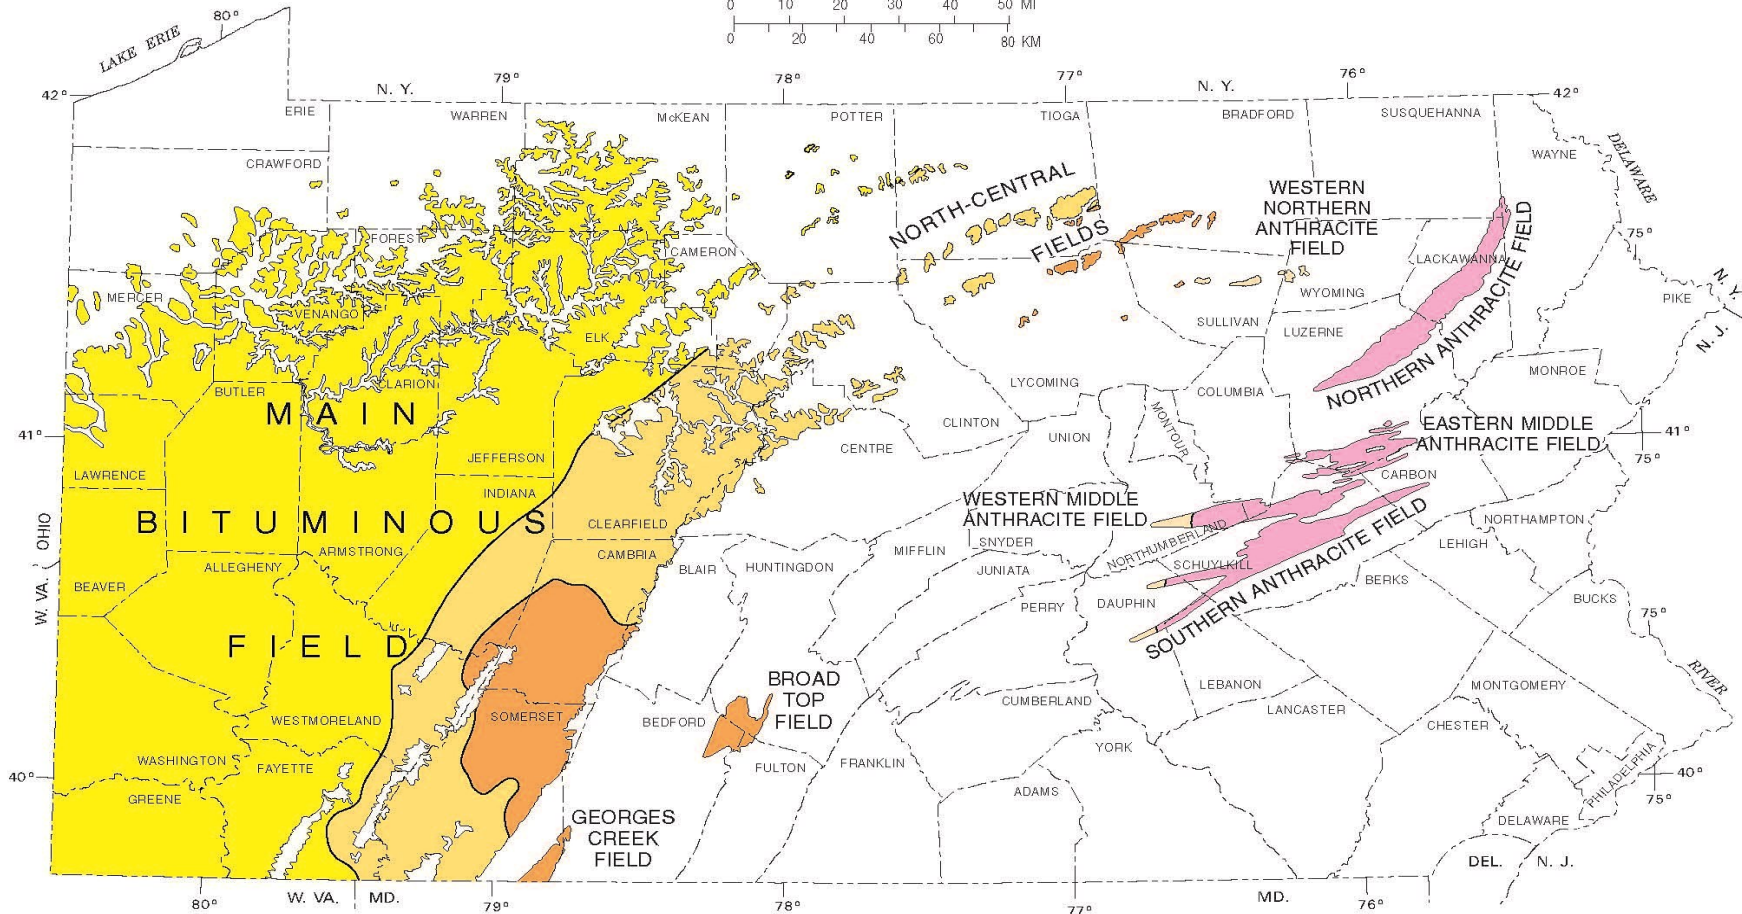 0 10 20 30 40 50 MI
0 20 40 60 80 KM
80°
LAKE ERIE
79°
78°
77°
76°
42°
N. Y.
N. Y.
42°
ERIE
WARREN
McKEAN
POTTER
TIOGA
BRADFORD
SUSQUEHANNA
WAYNE
DELAWARE
CRAWFORD
NORTH-CENTRAL
FIELDS
WESTERN
NORTHERN
ANTHRACITE
FIELD
FOREST
CAMERON
75°
LACKAWANNA
NORTHERN ANTHRACITE FIELD
MERCER
VENANGO
WYOMING
PIKE
N. Y.
N. J.
SULLIVAN
LUZERNE
ELK
MONROE
BUTLER
CLARION
LYCOMING
COLUMBIA
MAIN
MONTOUR
CLINTON
UNION
CENTRE
EASTERN MIDDLE
ANTHRACITE FIELD
41°
41°
75°
JEFFERSON
LAWRENCE
CARBON
INDIANA
WESTERN MIDDLE
ANTHRACITE FIELD
BITUMINOUS
CLEARFIELD
NORTHUMBERLAND
NORTHAMPTON
OHIO
W. VA.
ARMSTRONG
CAMBRIA
SNYDER
MIFFLIN
LEHIGH
ALLEGHENY
BLAIR
HUNTINGDON
JUNIATA
SCHUYLKILL
BEAVER
BERKS
PERRY
DAUPHIN
BUCKS
75°
SOUTHERN ANTHRACITE FIELD
FIELD
BROAD
TOP
FIELD
RIVER
LEBANON
MONTGOMERY
CUMBERLAND
LANCASTER
WESTMORELAND
SOMERSET
BEDFORD
CHESTER
YORK
WASHINGTON
FAYETTE
FULTON
FRANKLIN
PHILADELPHIA
40°
40°
75°
GREENE
ADAMS
GEORGES
CREEK
FIELD
DELAWARE
DEL.
N. J.
80°
W. VA.
MD.
79°
78°
77°
MD.
76°